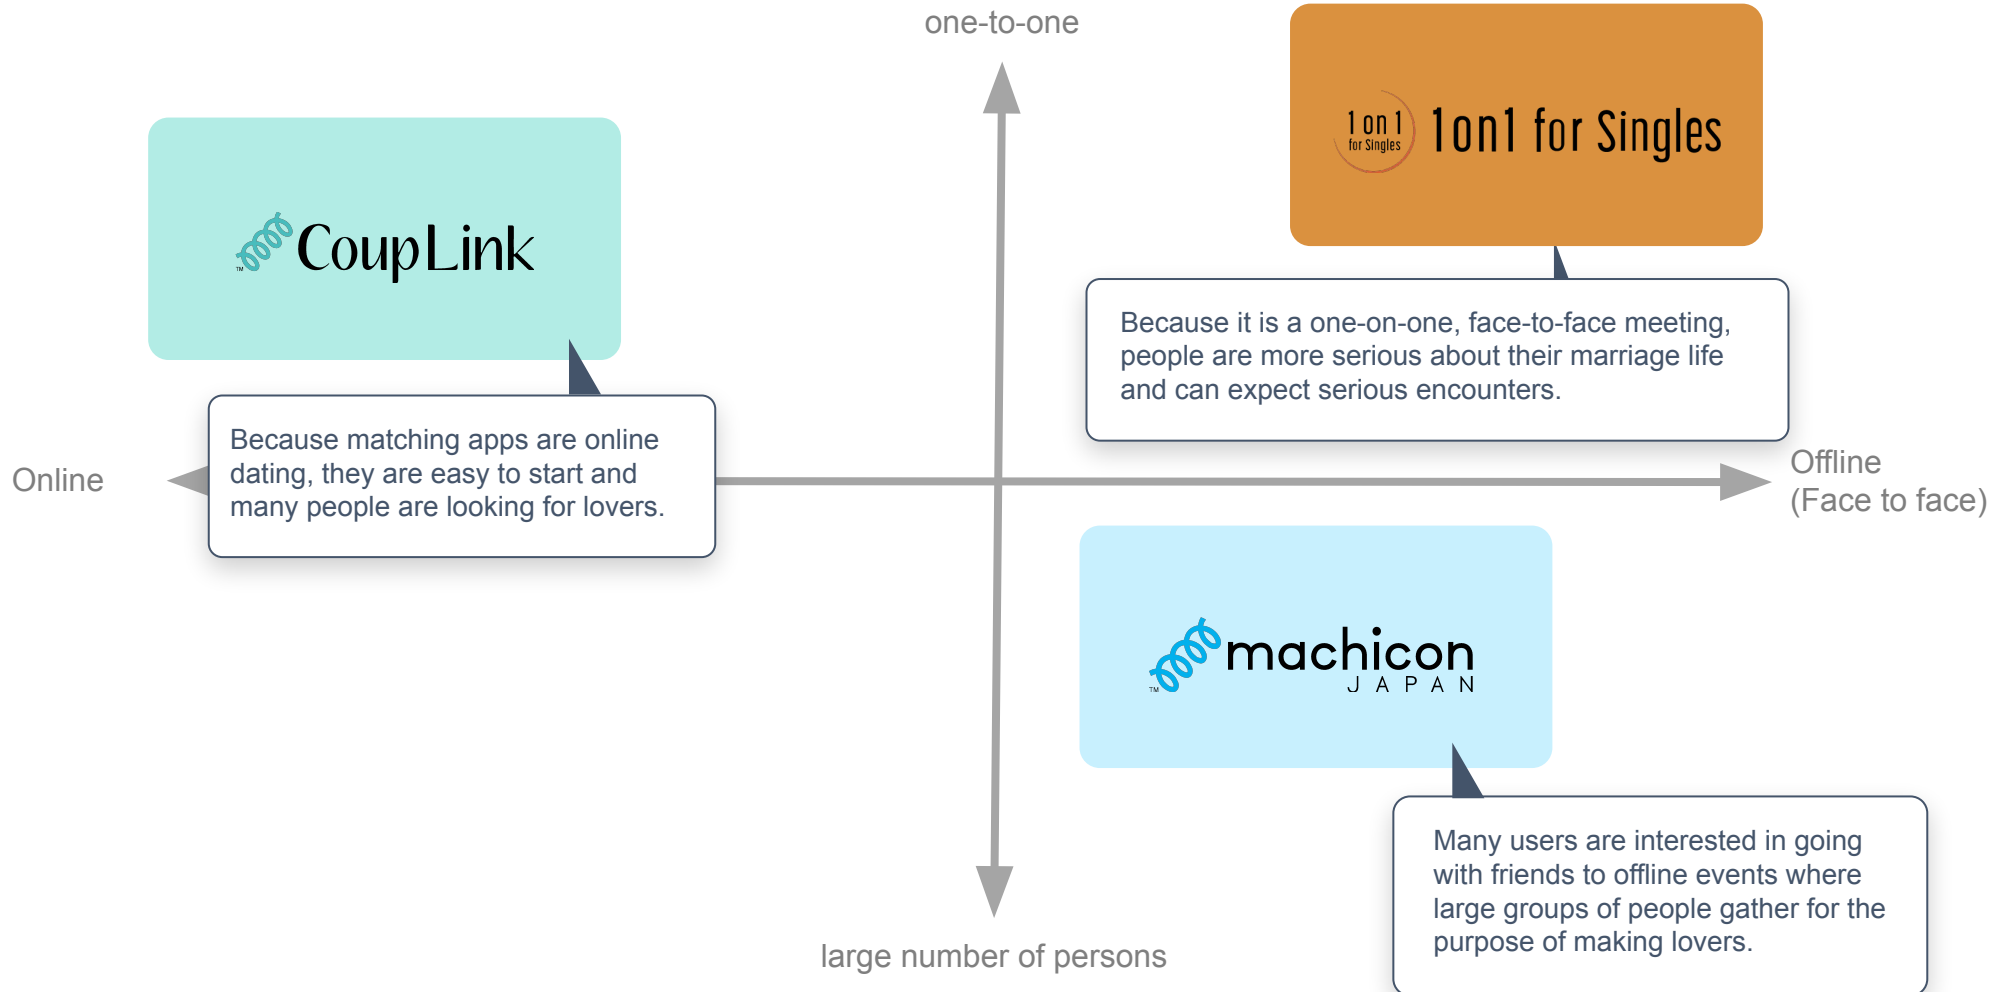 one-to-one
1 on 1
for Singles
1on1 for Singles
CoupLink
TM
Because it is a one-on-one, face-to-face meeting,
people are more serious about their marriage life
and can expect serious encounters.
Because matching apps are online
dating, they are easy to start and
many people are looking for lovers.
Online
Offline
(Face to face)
machicon
JAPAN
TM
Many users are interested in going
with friends to offline events where
large groups of people gather for the
purpose of making lovers.
large number of persons